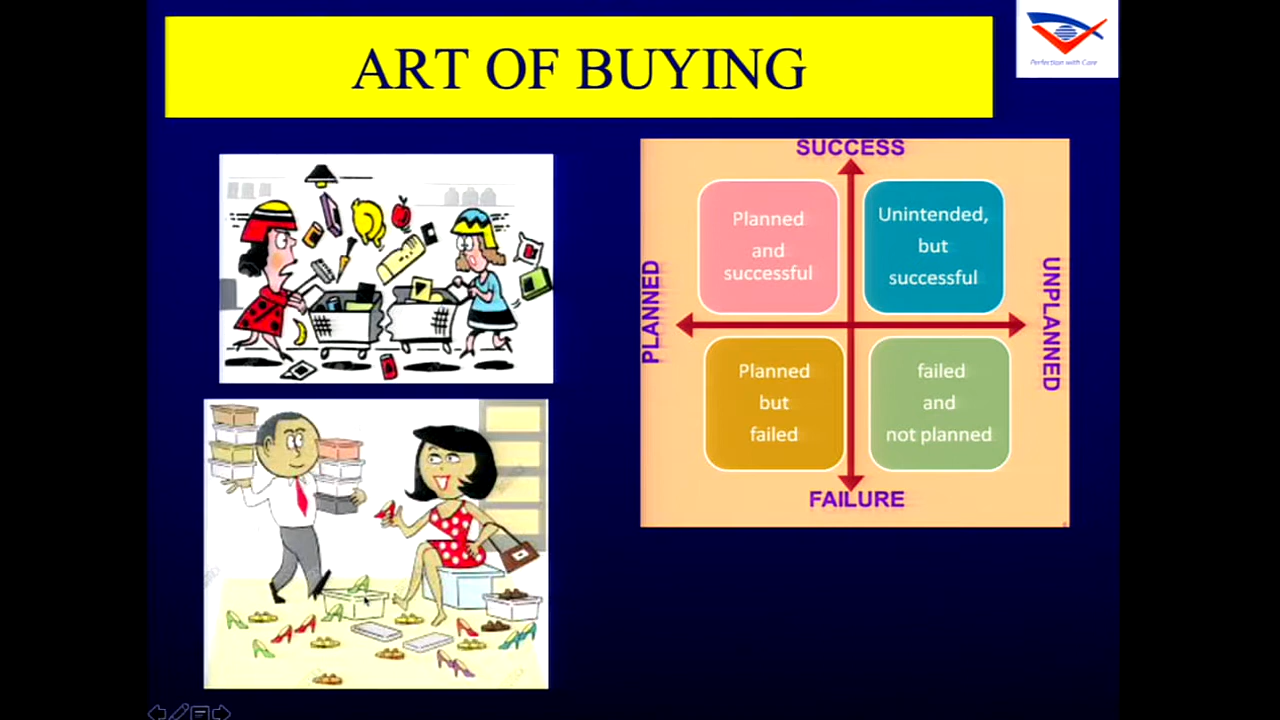 ART OF BUYING
Perfection with Care
SUCCESS
Planned
and
successful
Unintended,
but
successful
PLANNED
UNPLANNED
Planned
but
failed
failed
and
not planned
FAILURE